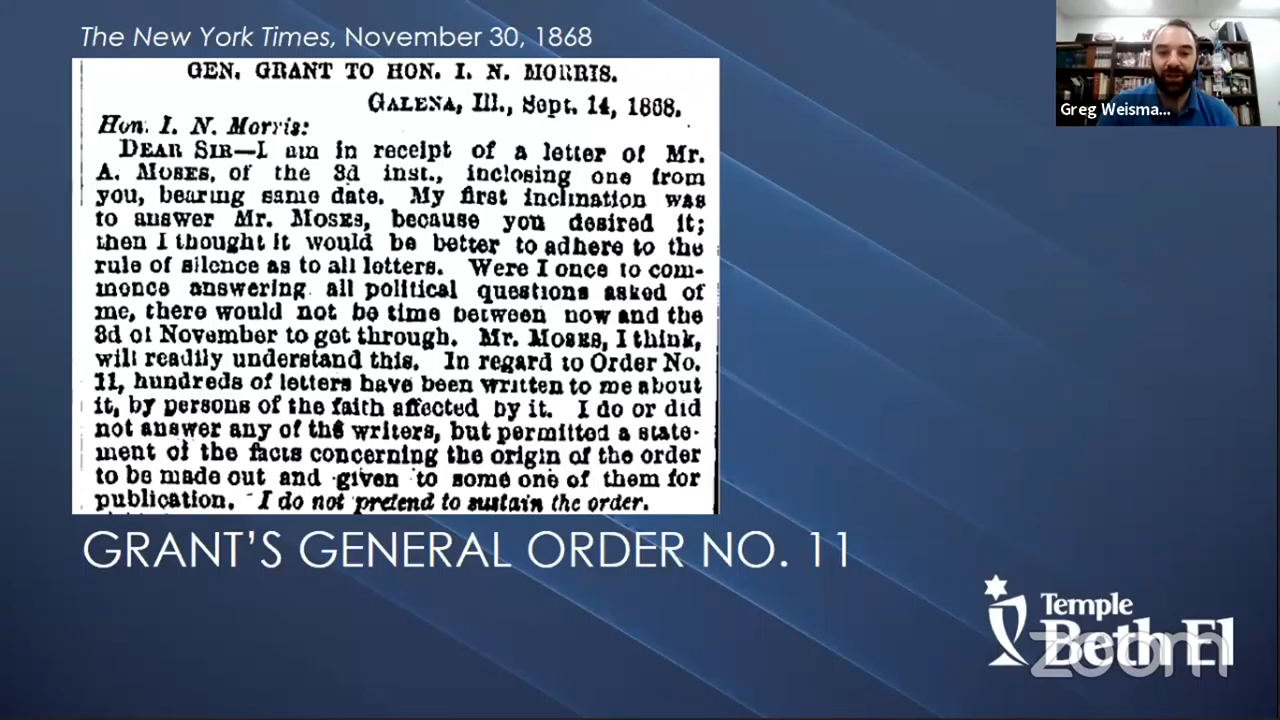 The New York Times, November 30, 1868
GEN. GRANT TO HON. I. N. MORRIS.
GALENA, Ill., Sept. 14, 1868.
Hon. I. N. Morris:
DEAR SIR—I am in receipt of a letter of Mr.
A. MOSES, of the 3d inst., inclosing one from
you, bearing same date. My first inclination was
to answer Mr. MOSES, because you desired it;
then I thought it would be better to adhere to the
rule of silence as to all letters. Were I once to com-
mence answering all political questions asked of
me, there would not be time between now and the
3d of November to get through. Mr. MOSES, I think,
will readily understand this. In regard to Order No.
11, hundreds of letters have been written to me about
it, by persons of the faith affected by it. I do or did
not answer any of the writers, but permitted a state-
ment of the facts concerning the origin of the order
to be made out and given to some one of them for
publication. I do not pretend to sustain the order.
GRANT'S GENERAL ORDER NO. 11
Greg Weisma...
Temple
Beth El
zoom